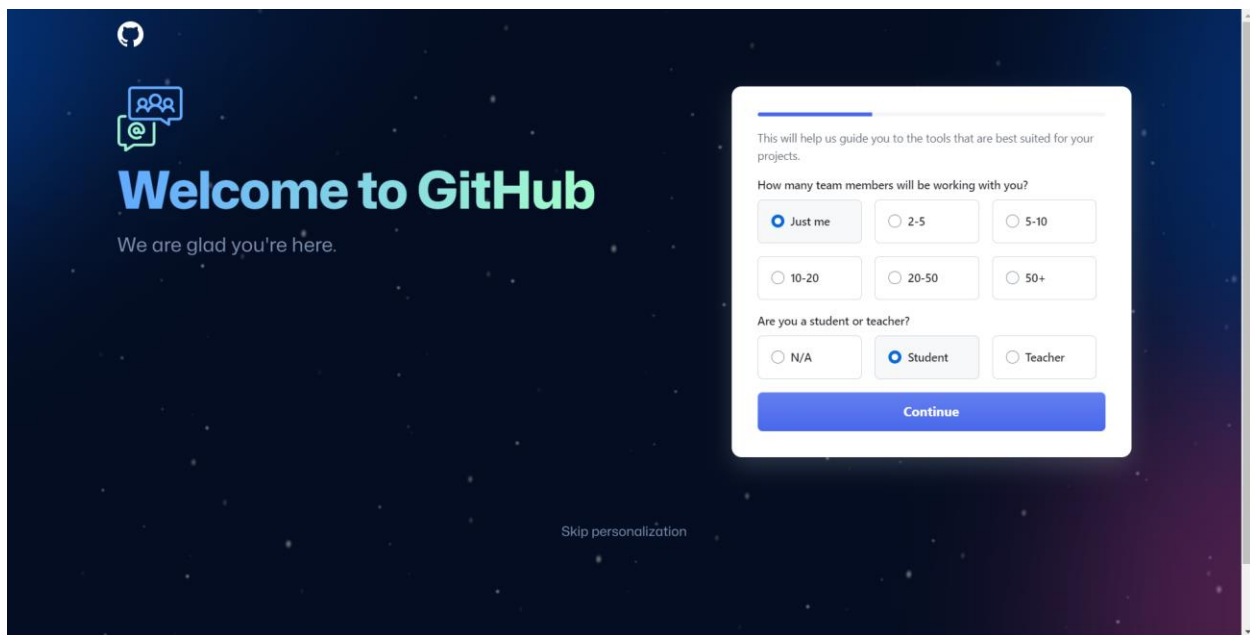 @
Welcome to GitHub
We are glad you're here.
This will help us guide you to the tools that are best suited for your
projects.
How many team members will be working with you?
Just me
2-5
5-10
10-20
20-50
50+
Are you a student or teacher?
N/A
Student
Teacher
Continue
Skip personalization